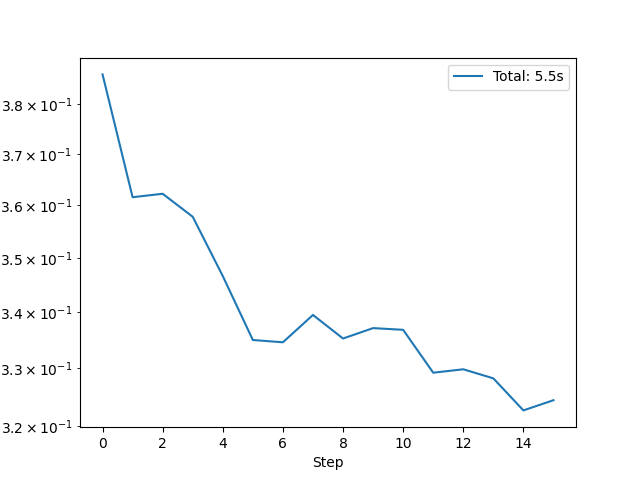 Total: 5.5s
3.8 × 10⁻¹
3.7 × 10⁻¹
3.6 × 10⁻¹
3.5 × 10⁻¹
3.4 × 10⁻¹
3.3 × 10⁻¹
3.2 × 10⁻¹
0 2 4 6 8 10 12 14
Step